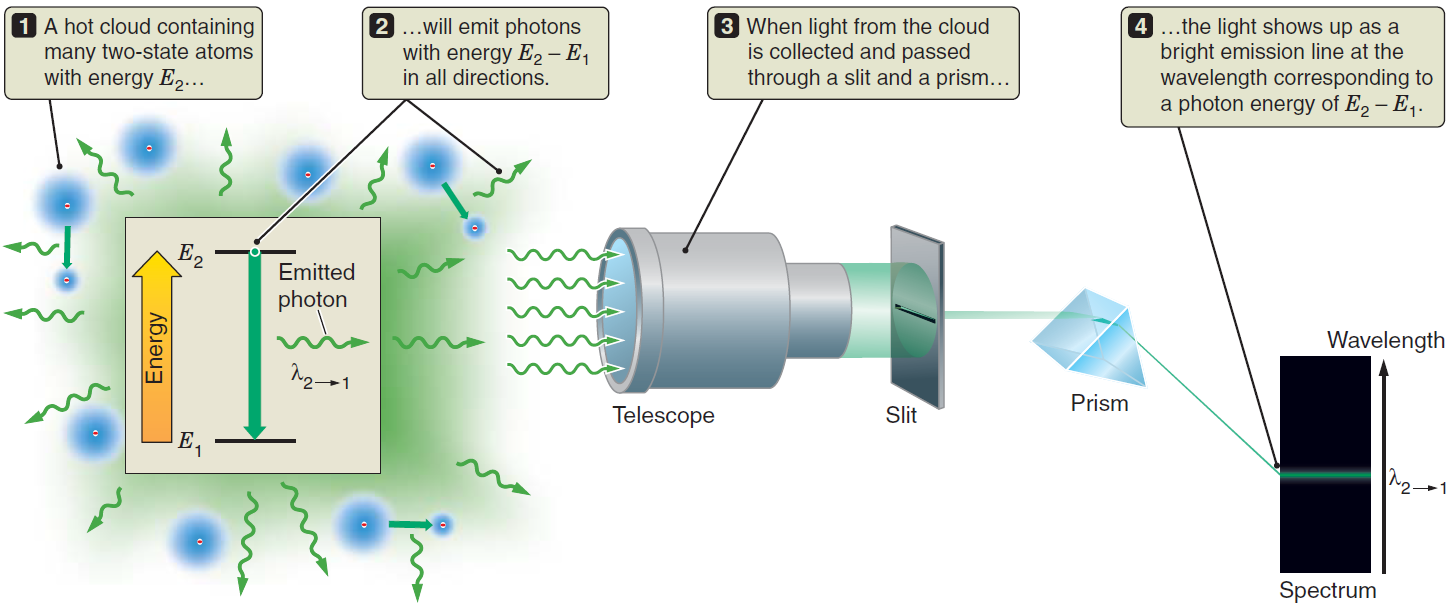 1 A hot cloud containing
many two-state atoms
with energy E₂…
2 …will emit photons
with energy E₂ – E₁
in all directions.
3 When light from the cloud
is collected and passed
through a slit and a prism…
4 …the light shows up as a
bright emission line at the
wavelength corresponding to
a photon energy of E₂ – E₁.
E₂
Emitted
photon
Energy
λ₂→₁
E₁
Telescope
Slit
Prism
Wavelength
λ₂→₁
Spectrum